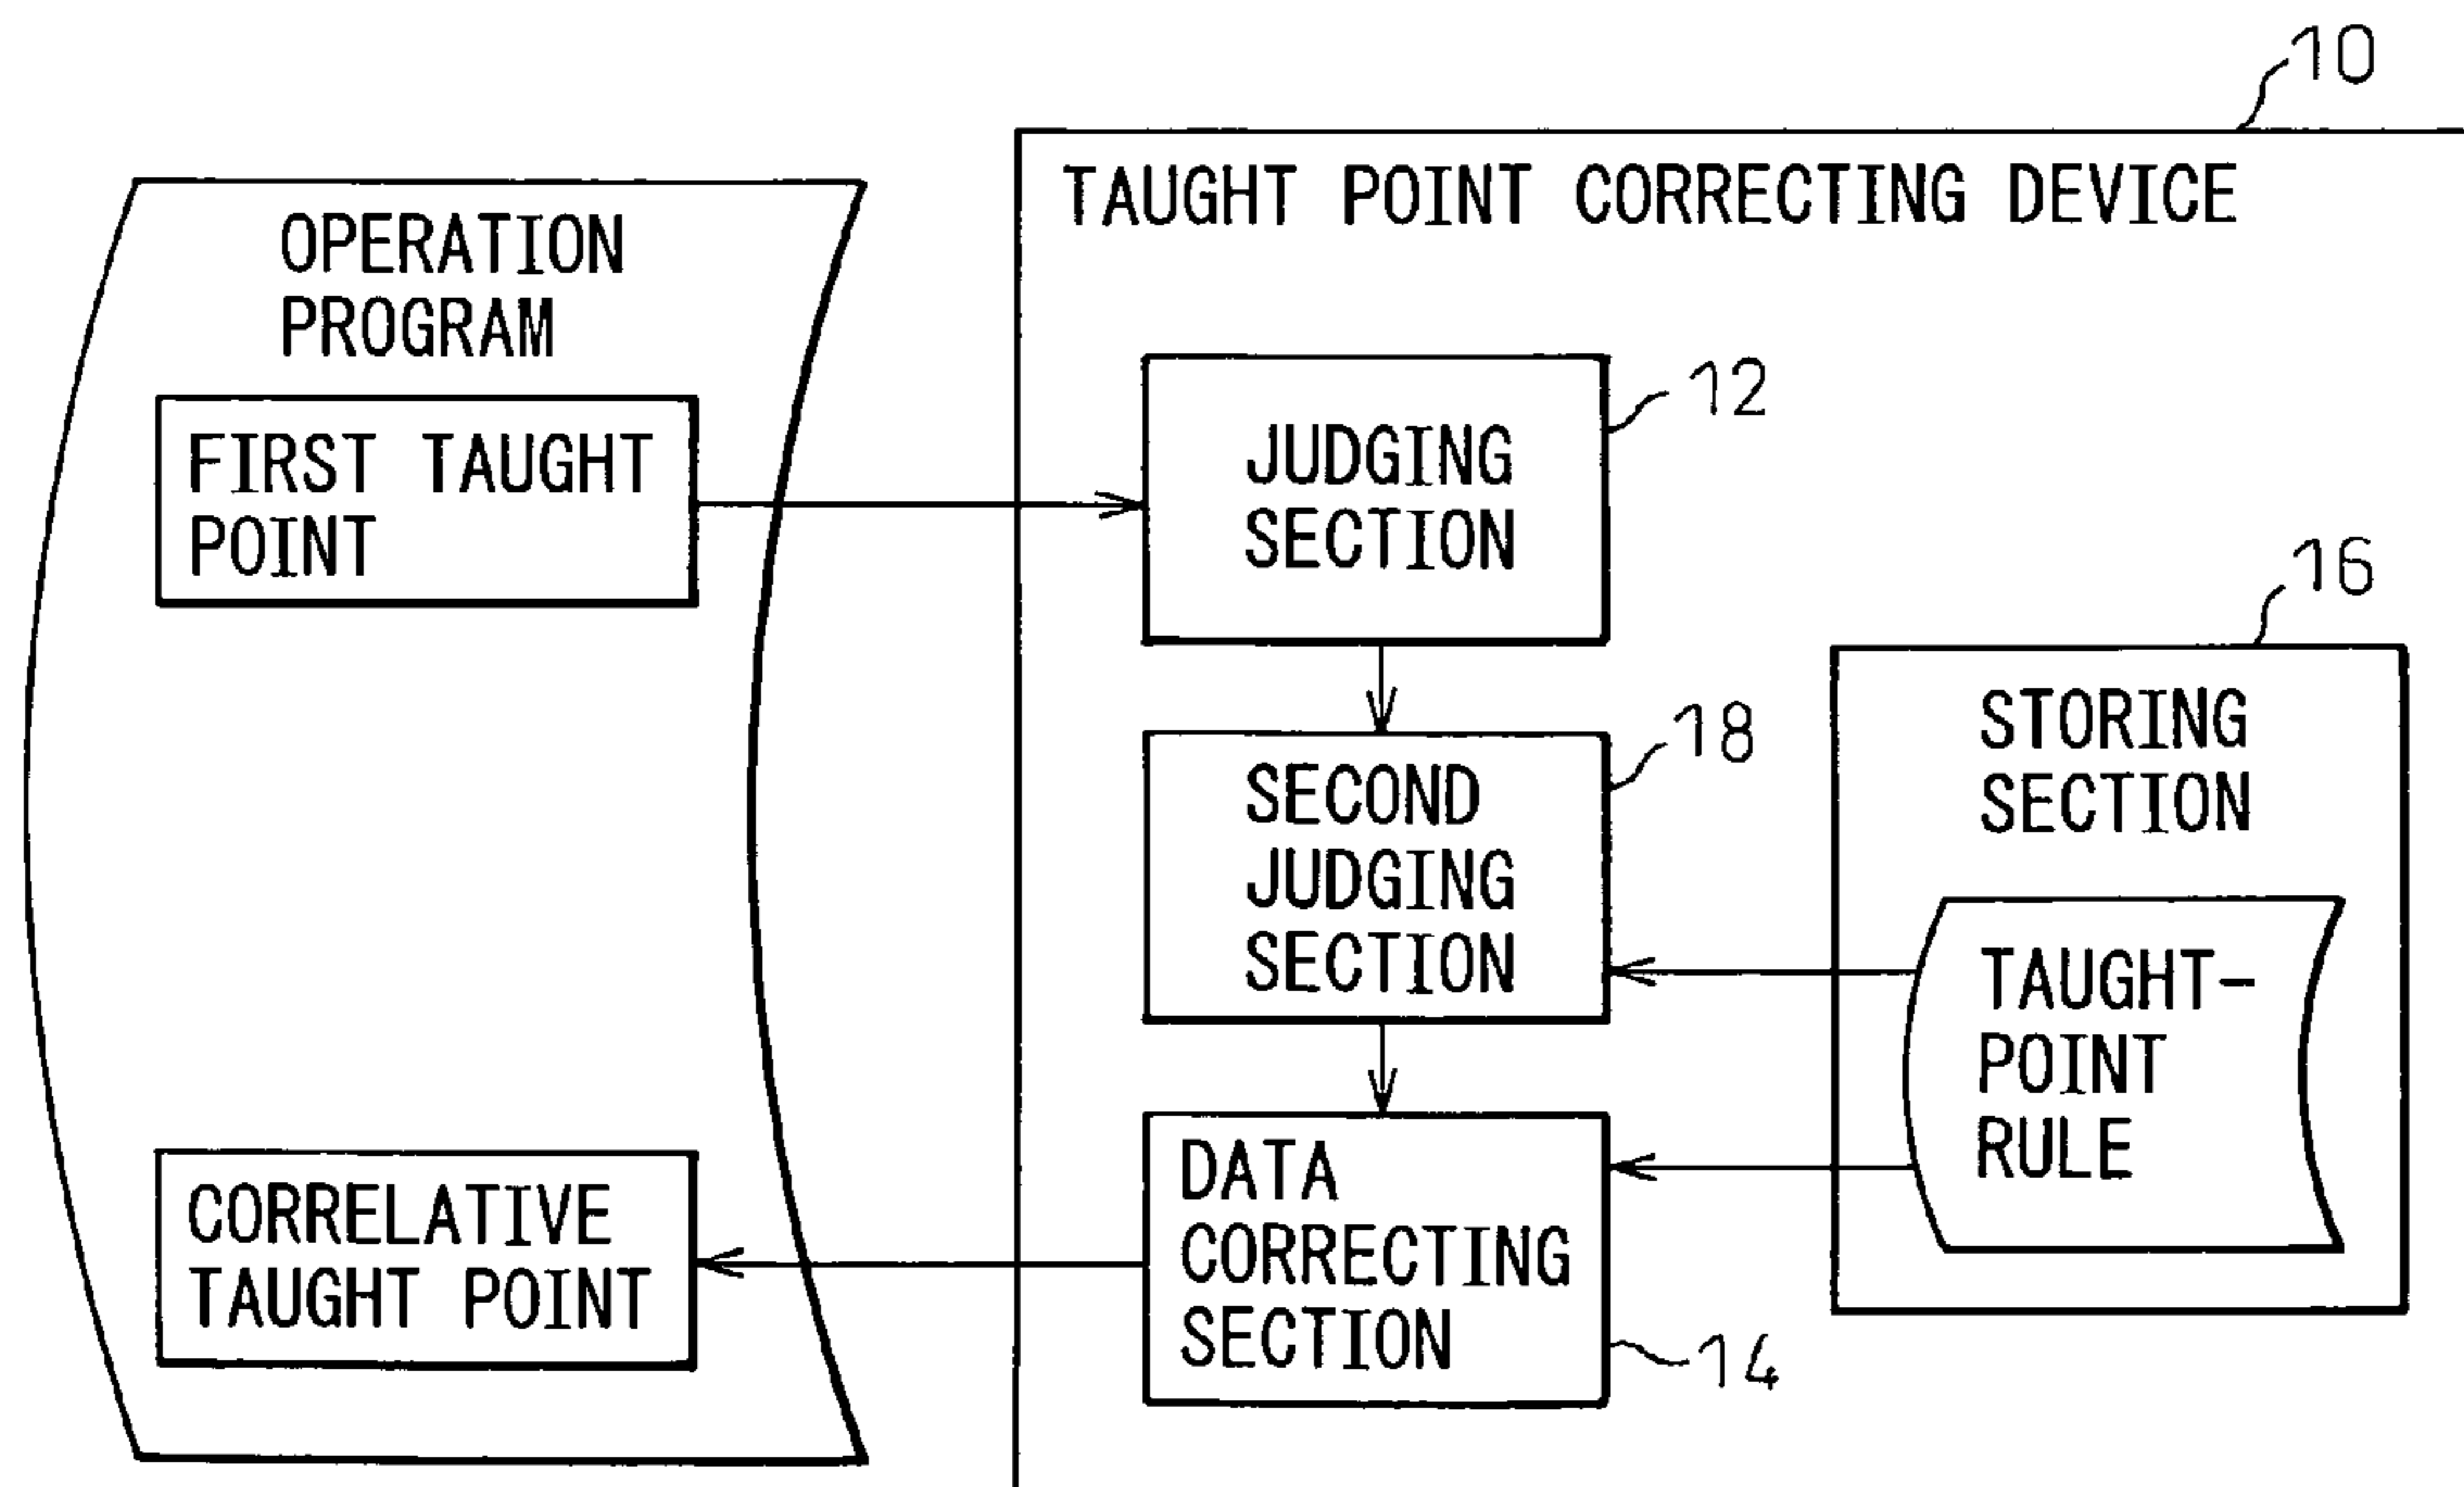 10
TAUGHT POINT CORRECTING DEVICE
OPERATION
PROGRAM
FIRST TAUGHT
POINT
12
JUDGING
SECTION
16
STORING
SECTION
18
SECOND
JUDGING
SECTION
TAUGHT-
POINT
RULE
DATA
CORRECTING
SECTION
14
CORRELATIVE
TAUGHT POINT